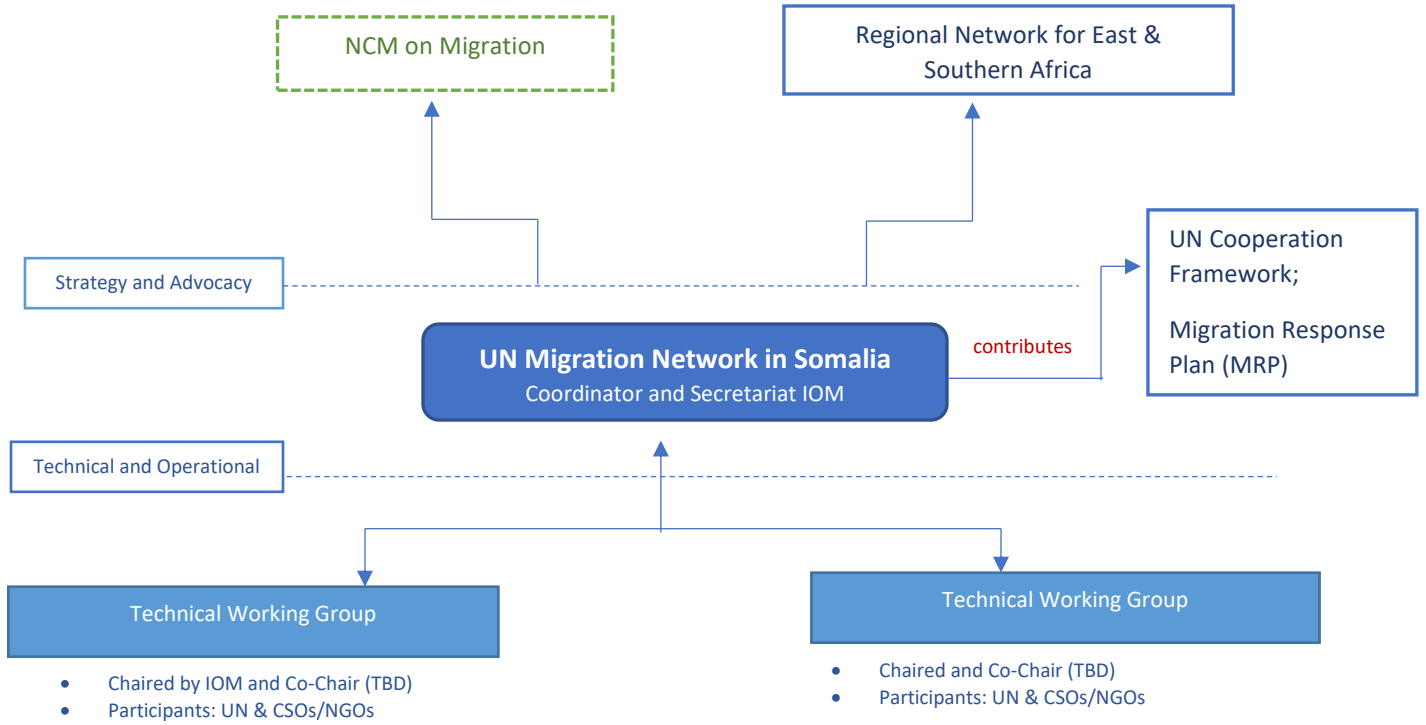 NCM on Migration
Regional Network for East &
Southern Africa
UN Cooperation
Framework;
Migration Response
Plan (MRP)
Strategy and Advocacy
UN Migration Network in Somalia
Coordinator and Secretariat IOM
contributes
Technical and Operational
Technical Working Group
• Chaired by IOM and Co-Chair (TBD)
• Participants: UN & CSOs/NGOs
Technical Working Group
• Chaired and Co-Chair (TBD)
• Participants: UN & CSOs/NGOs